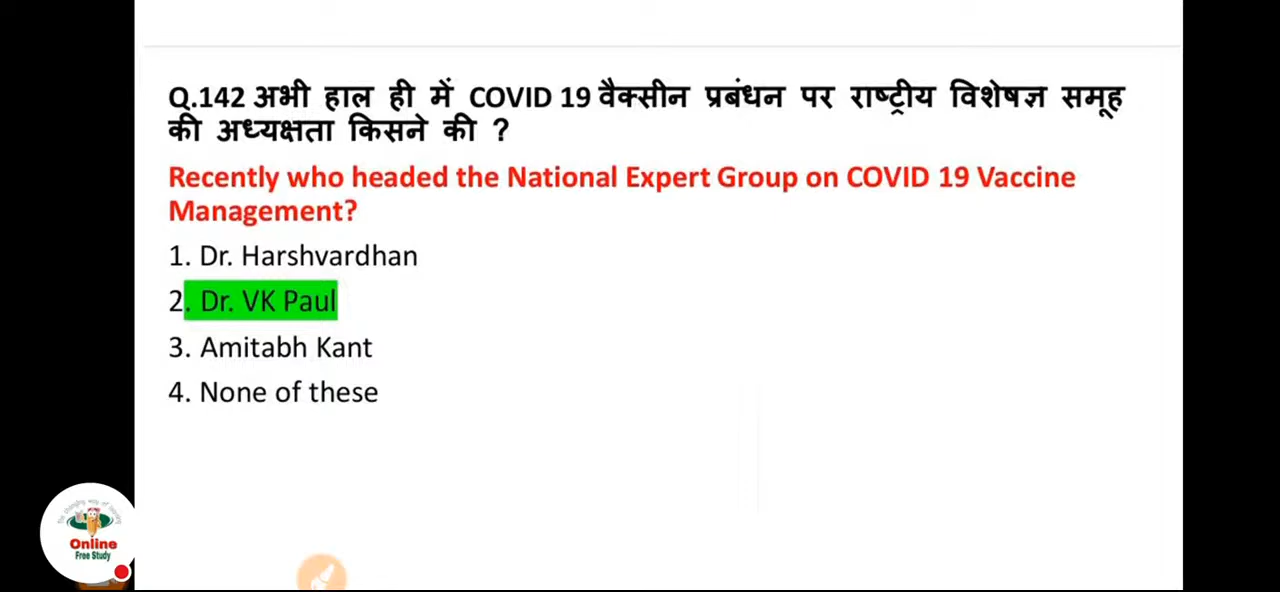 Q.142 अभी हाल ही में COVID 19 वैक्सीन प्रबंधन पर राष्ट्रीय विशेषज्ञ समूह
की अध्यक्षता किसने की ?
Recently who headed the National Expert Group on COVID 19 Vaccine
Management?
1. Dr. Harshvardhan
2. Dr. VK Paul
3. Amitabh Kant
4. None of these
Online
Free Study